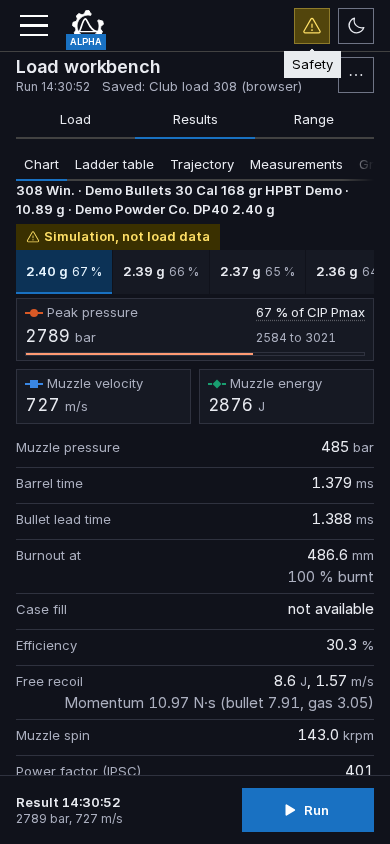 ALPHA
Safety
Load workbench
Run 14:30:52 Saved: Club load 308 (browser)
Load Results Range
Chart Ladder table Trajectory Measurements
308 Win. · Demo Bullets 30 Cal 168 gr HPBT Demo ·
10.89 g · Demo Powder Co. DP40 2.40 g
Simulation, not load data
2.40 g 67 % 2.39 g 66 % 2.37 g 65 % 2.36 g 64
Peak pressure 67 % of CIP Pmax
2789 bar 2584 to 3021
Muzzle velocity Muzzle energy
727 m/s 2876 J
Muzzle pressure 485 bar
Barrel time 1.379 ms
Bullet lead time 1.388 ms
Burnout at 486.6 mm
100 % burnt
Case fill not available
Efficiency 30.3 %
Free recoil 8.6 J, 1.57 m/s
Momentum 10.97 N·s (bullet 7.91, gas 3.05)
Muzzle spin 143.0 krpm
Power factor (IPSC) 401
Result 14:30:52
2789 bar, 727 m/s
Run